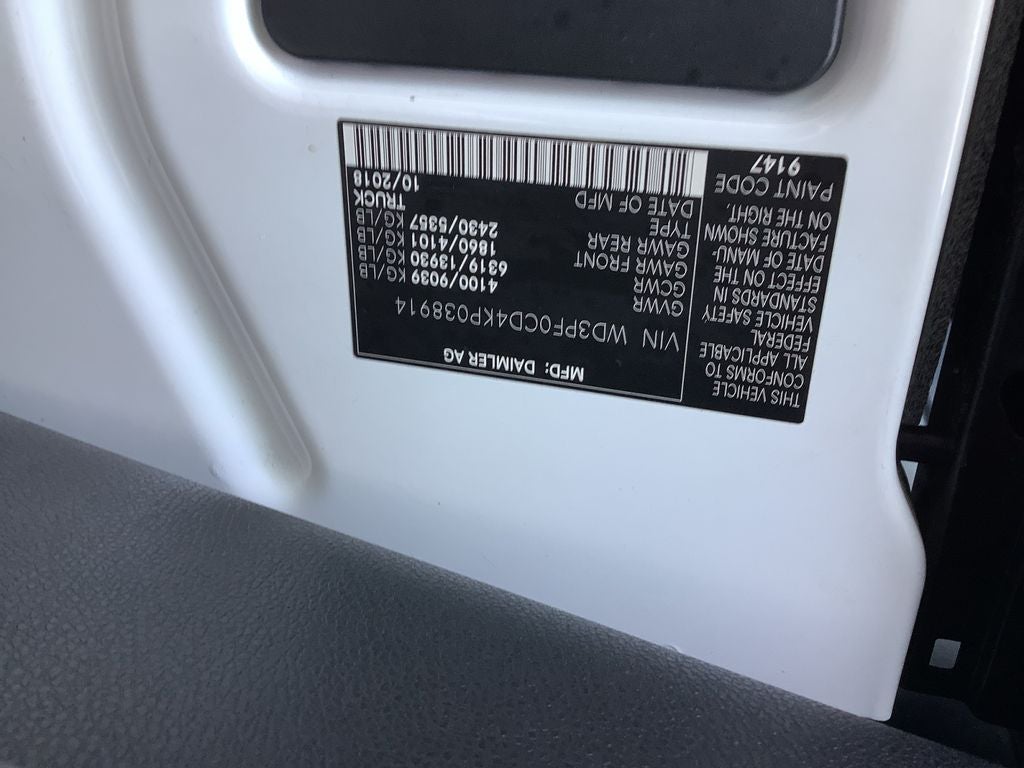 MFD: DAIMLER AG
VIN WD3PF0CD4KP038914
GVWR 4100/9039 KG/LB
GCWR 6319/13930 KG/LB
GAWR FRONT 1860/4101 KG/LB
GAWR REAR 2430/5357 KG/LB
TYPE TRUCK
DATE OF MFD 10/2018
THIS VEHICLE
CONFORMS TO
ALL APPLICABLE
FEDERAL
VEHICLE SAFETY
STANDARDS IN
EFFECT ON THE
DATE OF MANU-
FACTURE SHOWN
ON THE RIGHT.
PAINT CODE
9147